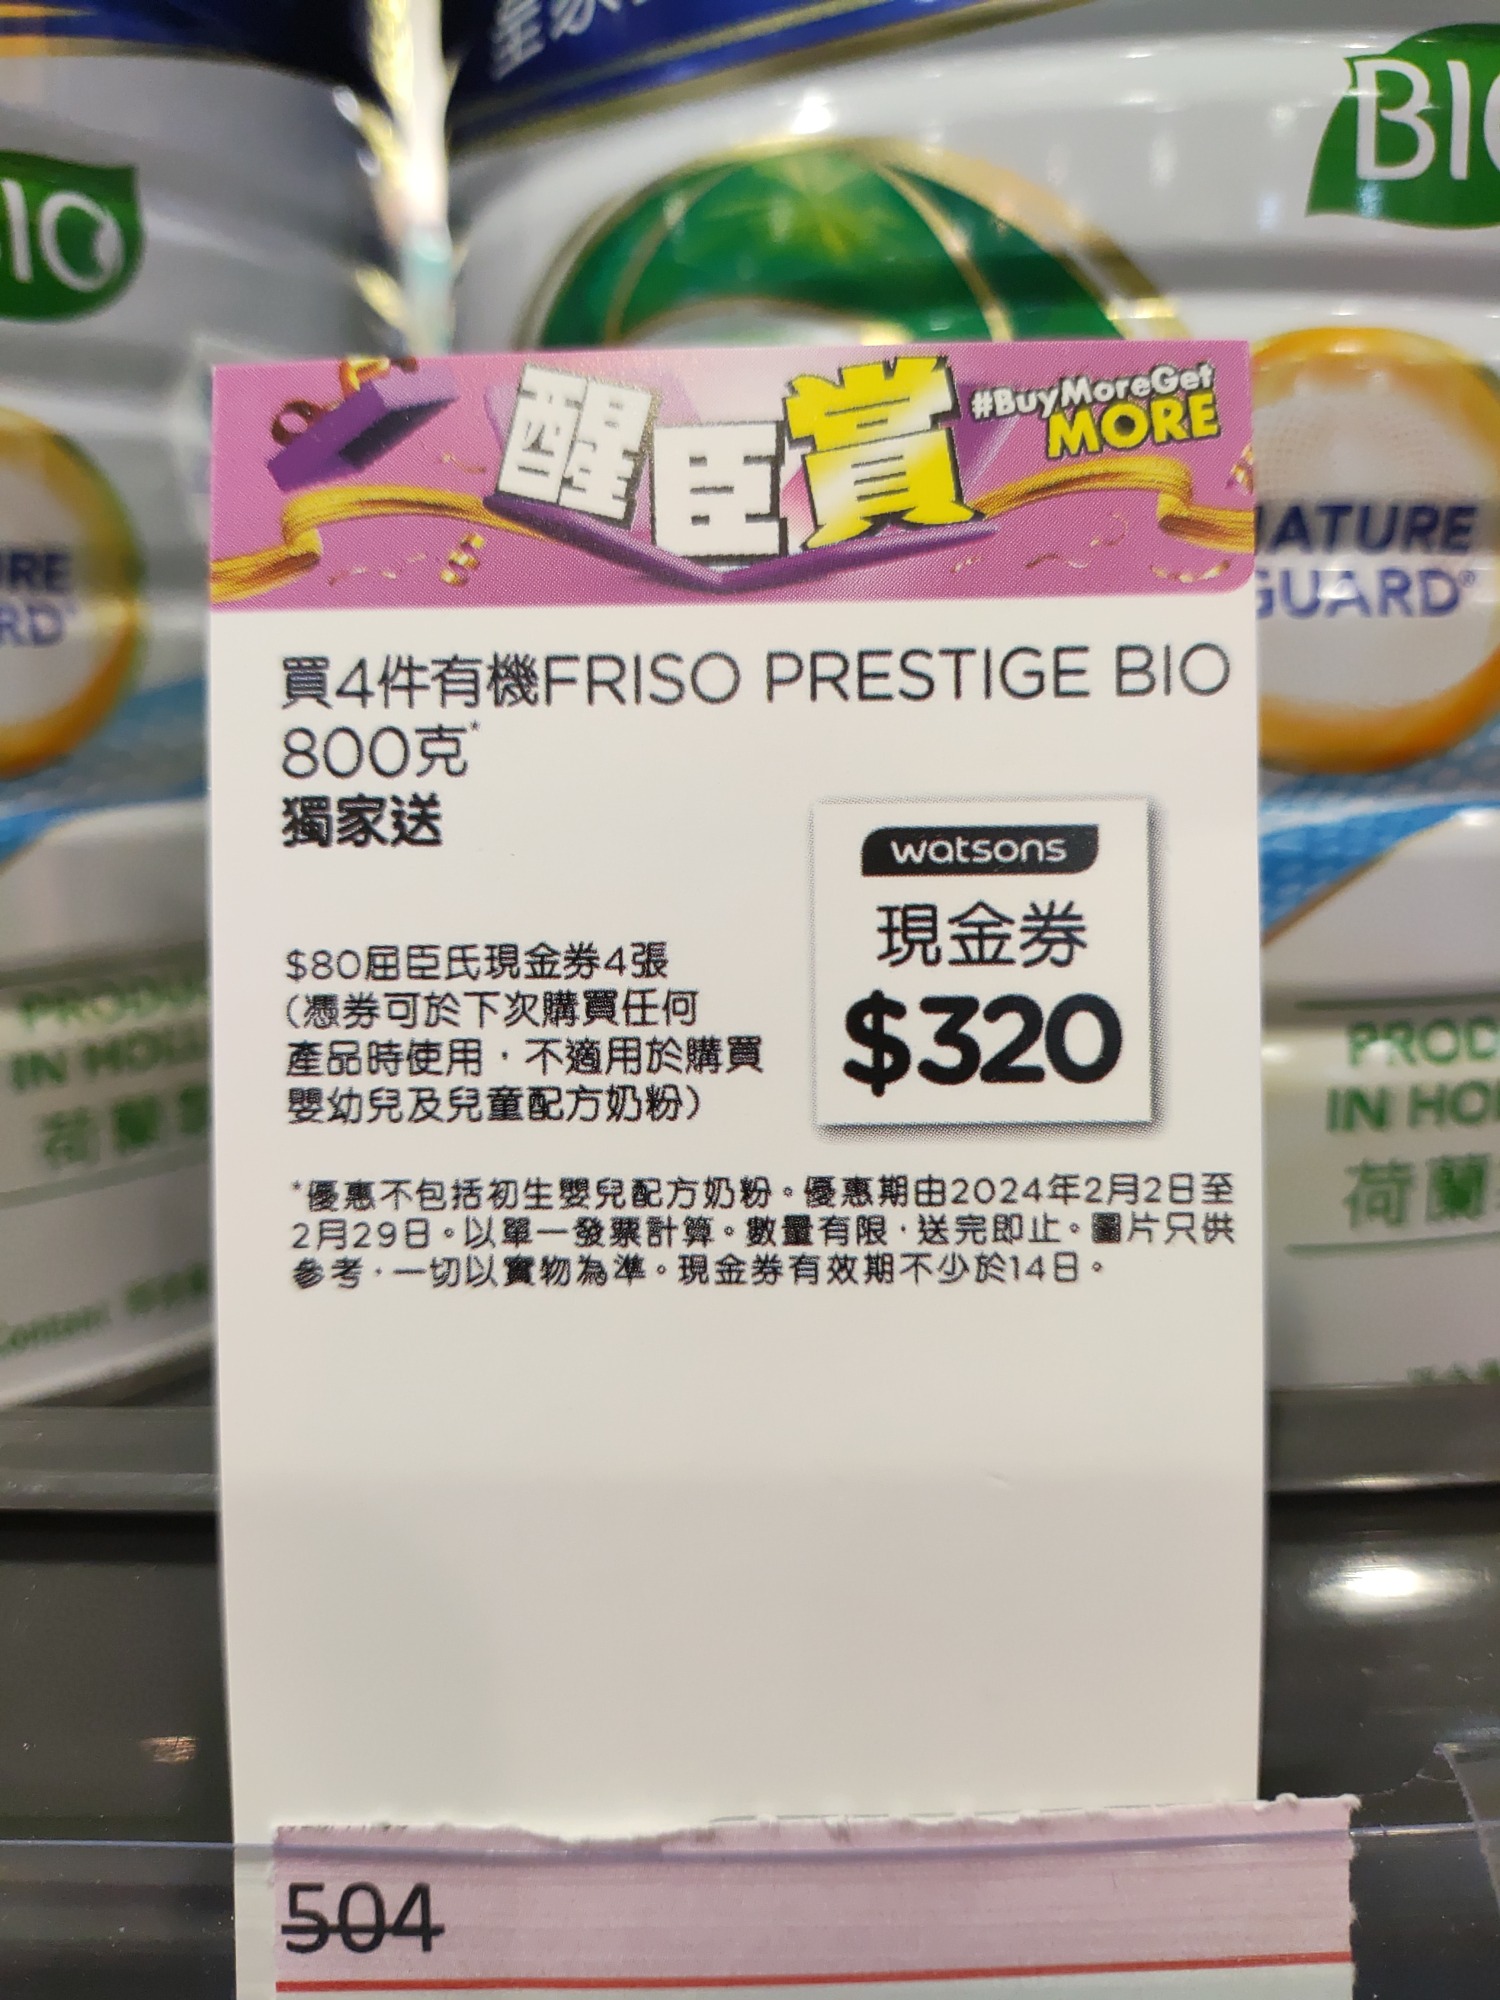 皇家
BIO
BIO
醒臣賞
#BuyMoreGet
MORE
NATURE
GUARD®
買4件有機FRISO PRESTIGE BIO
800克*
獨家送
watsons
現金券
$320
$80屈臣氏現金券4張
(憑券可於下次購買任何
產品時使用，不適用於購買
嬰幼兒及兒童配方奶粉)
*優惠不包括初生嬰兒配方奶粉。優惠期由2024年2月2日至
2月29日。以單一發票計算。數量有限，送完即止。圖片只供
參考，一切以實物為準。現金券有效期不少於14日。
PROD
IN HOL
荷蘭
504